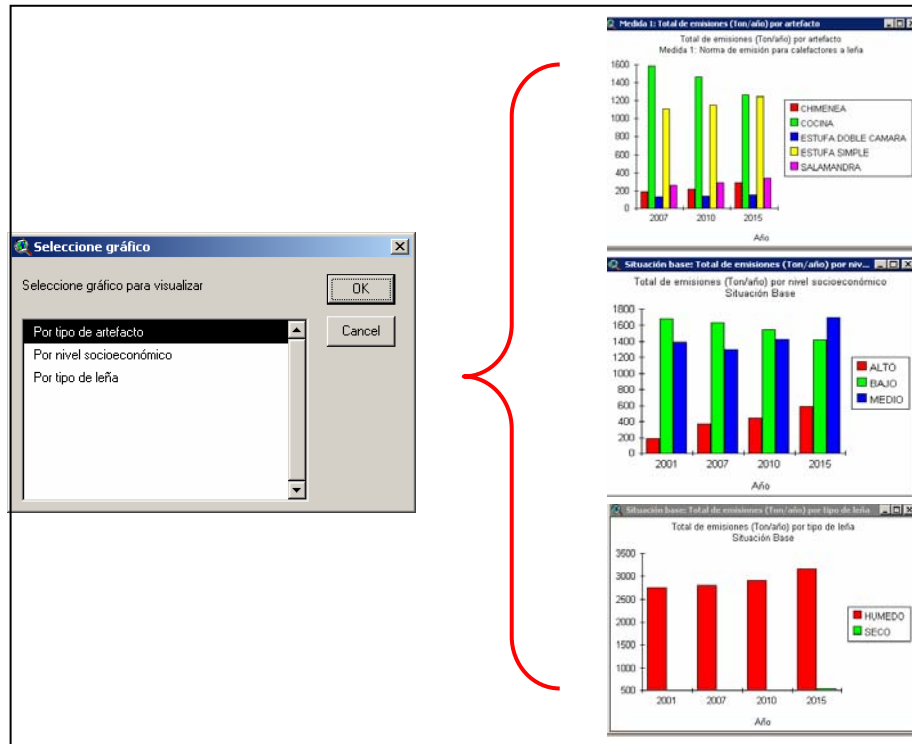 Seleccione gráfico
Seleccione gráfico para visualizar
OK
Cancel
Por tipo de artefacto
Por nivel socioeconómico
Por tipo de leña
Medida 1: Total de emisiones (Ton/año) por artefacto
Total de emisiones (Ton/año) por artefacto
Medida 1: Norma de emisión para calefactores a leña
1600
1400
1200
1000
800
600
400
200
0
2007 2010 2015
Año
CHIMENEA
COCINA
ESTUFA DOBLE CAMARA
ESTUFA SIMPLE
SALAMANDRA
Situación base: Total de emisiones (Ton/año) por niv...
Total de emisiones (Ton/año) por nivel socioeconómico
Situación Base
1800
1600
1400
1200
1000
800
600
400
200
0
2001 2007 2010 2015
Año
ALTO
BAJO
MEDIO
Situación base: Total de emisiones (Ton/año) por tipo de leña
Total de emisiones (Ton/año) por tipo de leña
Situación Base
3500
3000
2500
2000
1500
1000
500
2001 2007 2010 2015
Año
HUMEDO
SECO